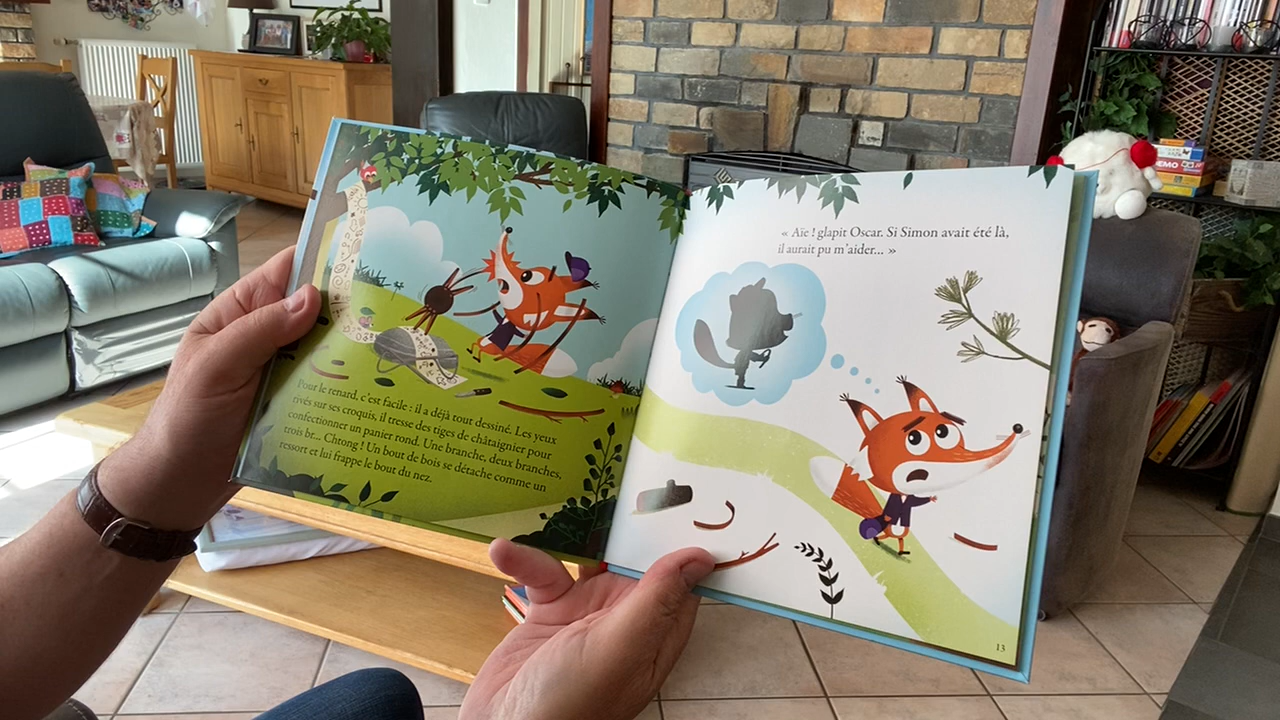 Pour le renard, c'est facile : il a déjà tout dessiné. Les yeux
rivés sur ses croquis, il tresse des tiges de châtaignier pour
confectionner un panier rond. Une branche, deux branches,
trois br... Chtong ! Un bout de bois se détache comme un
ressort et lui frappe le bout du nez.
« Aïe ! glapit Oscar. Si Simon avait été là,
il aurait pu m'aider... »
13